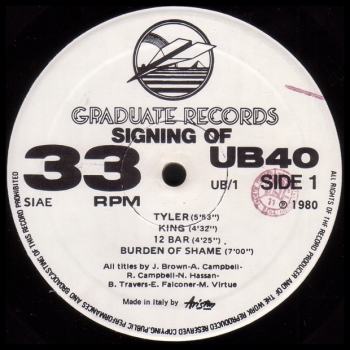 GRADUATE RECORDS
SIGNING OF
33 UB40
SIAE RPM UB/1 SIDE 1
℗ 1980
TYLER (5'53")
KING (4'32")
12 BAR (4'25")
BURDEN OF SHAME (7'00")
All titles by J. Brown-A. Campbell-
R. Campbell-N. Hassan-
B. Travers-E. Falconer-M. Virtue
Made in Italy by Ariston
ALL RIGHTS OF THE RECORD PRODUCER AND OF THE WORK REPRODUCED RESERVED COPYING, PUBLIC PERFORMANCES AND BROADCASTING OF THIS RECORD PROHIBITED